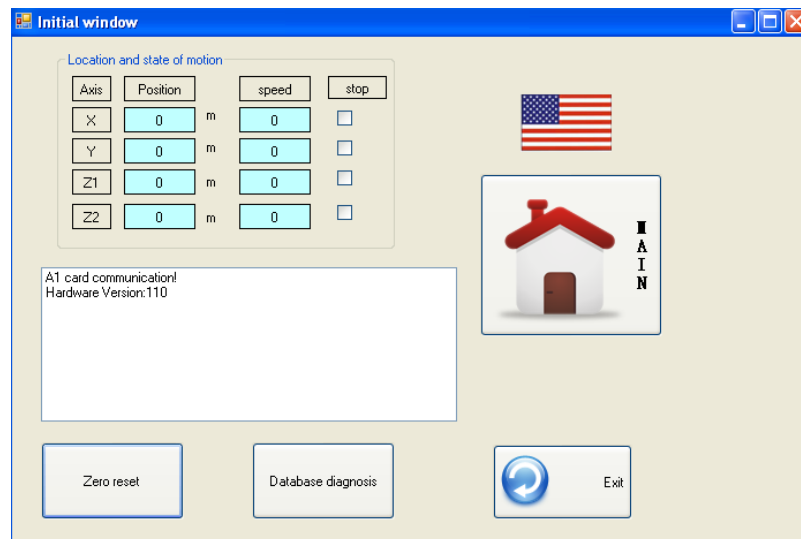 Initial window
Location and state of motion
Axis Position speed stop
X 0 m 0
Y 0 m 0
Z1 0 m 0
Z2 0 m 0
MAIN
A1 card communication!
Hardware Version:110
Zero reset Database diagnosis Exit